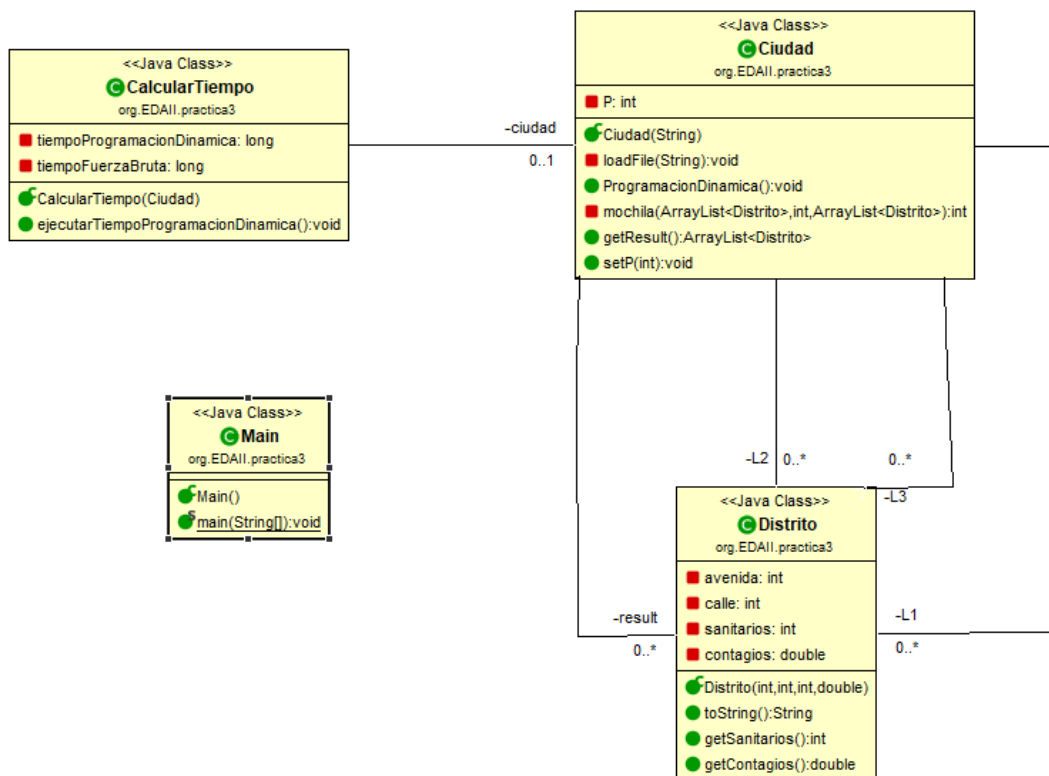 <<Java Class>>
CalcularTiempo
org.EDAII.practica3
tiempoProgramacionDinamica: long
tiempoFuerzaBruta: long
CalcularTiempo(Ciudad)
ejecutarTiempoProgramacionDinamica():void
-ciudad
0..1
<<Java Class>>
Ciudad
org.EDAII.practica3
P: int
Ciudad(String)
loadFile(String):void
ProgramacionDinamica():void
mochila(ArrayList<Distrito>,int,ArrayList<Distrito>):int
getResult():ArrayList<Distrito>
setP(int):void
<<Java Class>>
Main
org.EDAII.practica3
Main()
main(String[]):void
-L2
0..*
0..*
-L3
-result
0..*
<<Java Class>>
Distrito
org.EDAII.practica3
avenida: int
calle: int
sanitarios: int
contagios: double
Distrito(int,int,int,double)
toString():String
getSanitarios():int
getContagios():double
-L1
0..*